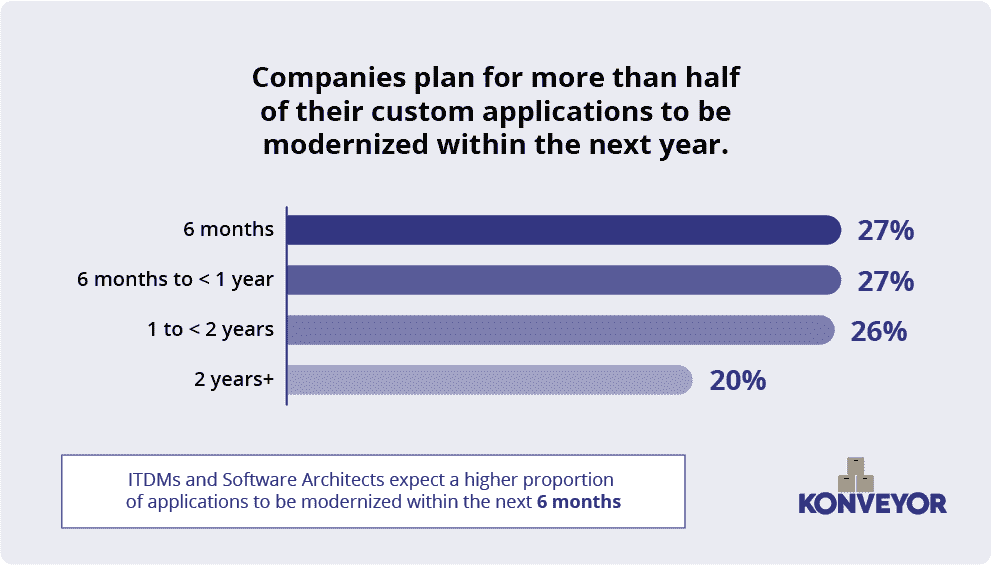 Companies plan for more than half
of their custom applications to be
modernized within the next year.
6 months 27%
6 months to < 1 year 27%
1 to < 2 years 26%
2 years+ 20%
ITDMs and Software Architects expect a higher proportion
of applications to be modernized within the next 6 months
KONVEYOR